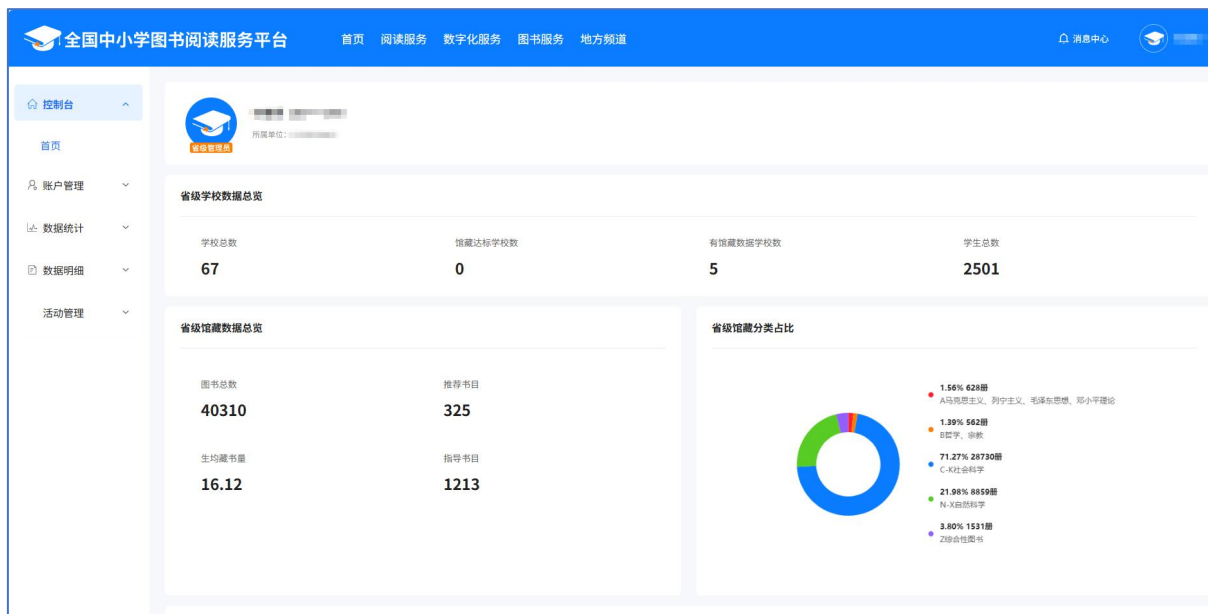 全国中小学图书阅读服务平台 首页 阅读服务 数字化服务 图书服务 地方频道 消息中心
控制台
首页
账户管理
数据统计
数据明细
活动管理
省级管理员
所属单位:
省级学校数据总览
学校总数 馆藏达标学校数 有馆藏数据学校数 学生总数
67 0 5 2501
省级馆藏数据总览
图书总数 推荐书目
40310 325
生均藏书量 指导书目
16.12 1213
省级馆藏分类占比
1.56% 628册
A马克思主义、列宁主义、毛泽东思想、邓小平理论
1.39% 562册
B哲学、宗教
71.27% 28730册
C-K社会科学
21.98% 8859册
N-X自然科学
3.80% 1531册
Z综合性图书